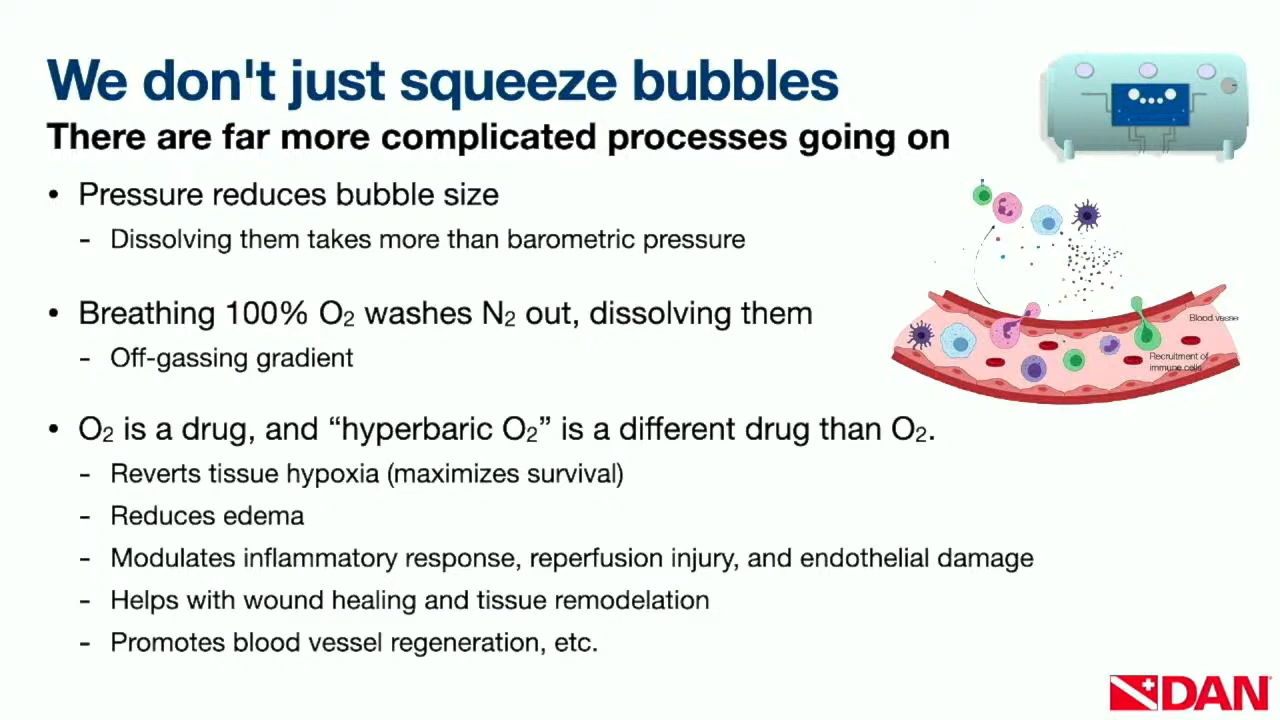 We don't just squeeze bubbles
There are far more complicated processes going on
• Pressure reduces bubble size
- Dissolving them takes more than barometric pressure
• Breathing 100% O₂ washes N₂ out, dissolving them
- Off-gassing gradient
• O₂ is a drug, and “hyperbaric O₂” is a different drug than O₂.
- Reverts tissue hypoxia (maximizes survival)
- Reduces edema
- Modulates inflammatory response, reperfusion injury, and endothelial damage
- Helps with wound healing and tissue remodelation
- Promotes blood vessel regeneration, etc.
Blood vesse
Recruitment of
immune cells
DAN